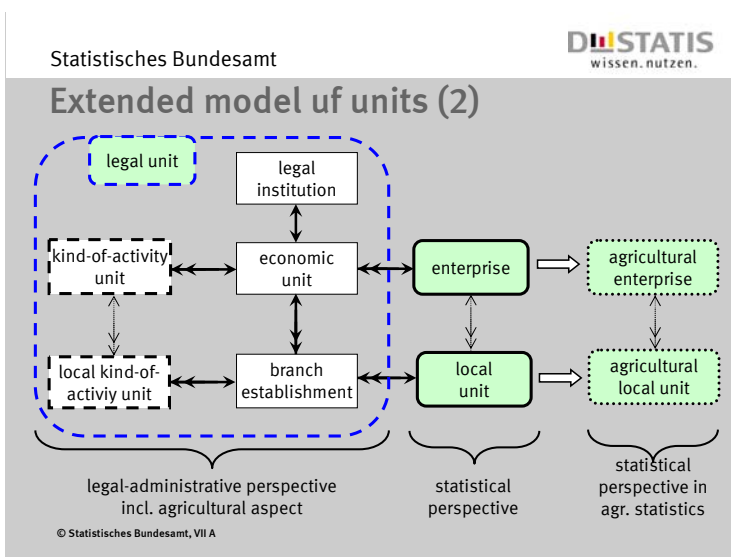 Statistisches Bundesamt
DESTATIS
wissen.nutzen.
Extended model uf units (2)
legal unit
legal
institution
kind-of-activity
unit
economic
unit
enterprise
agricultural
enterprise
local kind-of-
activiy unit
branch
establishment
local
unit
agricultural
local unit
legal-administrative perspective
incl. agricultural aspect
statistical
perspective
statistical
perspective in
agr. statistics
© Statistisches Bundesamt, VII A